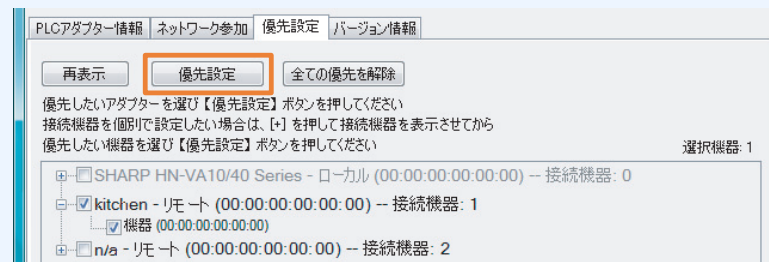 PLCアダプター情報 ネットワーク参加 優先設定 バージョン情報
再表示 優先設定 全ての優先を解除
優先したいアダプターを選び【優先設定】ボタンを押してください
接続機器を個別で設定したい場合は、[+] を押して接続機器を表示させてから
優先したい機器を選び【優先設定】ボタンを押してください 選択機器: 1
SHARP HN-VA10/40 Series - ローカル (00:00:00:00:00:00) -- 接続機器: 0
kitchen - リモート (00:00:00:00:00:00) -- 接続機器: 1
機器 (00:00:00:00:00:00)
n/a - リモート (00:00:00:00:00:00) -- 接続機器: 2